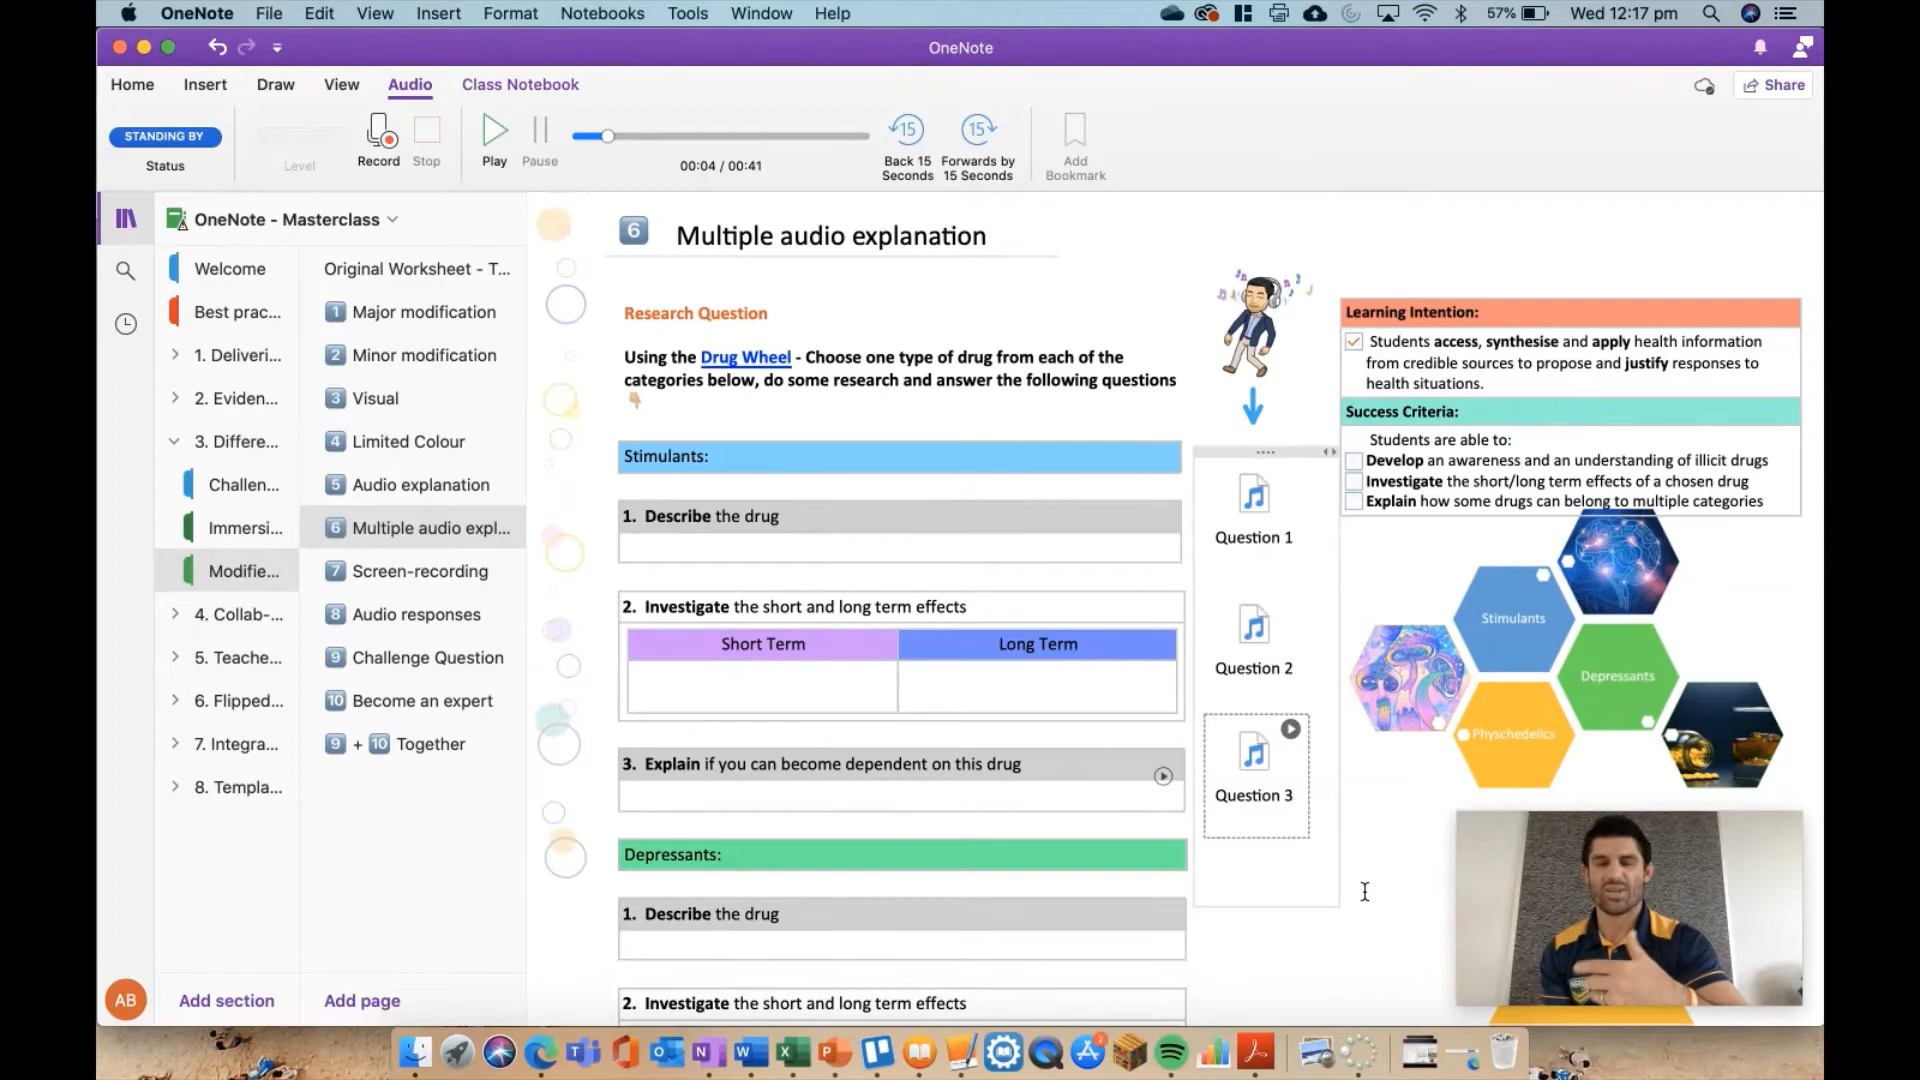 OneNote File Edit View Insert Format Notebooks Tools Window Help 57% Wed 12:17 pm
OneNote
Home Insert Draw View Audio Class Notebook Share
STANDING BY
Status
Level
Record
Stop
Play
Pause
00:04 / 00:41
15
Back 15
Seconds
15
Forwards by
15 Seconds
Add
Bookmark
OneNote - Masterclass
Welcome
Best prac...
1. Deliveri...
2. Eviden...
3. Differe...
Challen...
Immersi...
Modifie...
4. Collab-...
5. Teache...
6. Flipped...
7. Integra...
8. Templa...
AB
Add section
Original Worksheet - T...
1 Major modification
2 Minor modification
3 Visual
4 Limited Colour
5 Audio explanation
6 Multiple audio expl...
7 Screen-recording
8 Audio responses
9 Challenge Question
10 Become an expert
9 + 10 Together
Add page
6 Multiple audio explanation
Research Question
Using the Drug Wheel - Choose one type of drug from each of the
categories below, do some research and answer the following questions
Stimulants:
1. Describe the drug
2. Investigate the short and long term effects
Short Term Long Term
3. Explain if you can become dependent on this drug
Depressants:
1. Describe the drug
2. Investigate the short and long term effects
Question 1
Question 2
Question 3
Learning Intention:
Students access, synthesise and apply health information
from credible sources to propose and justify responses to
health situations.
Success Criteria:
Students are able to:
Develop an awareness and an understanding of illicit drugs
Investigate the short/long term effects of a chosen drug
Explain how some drugs can belong to multiple categories
Stimulants
Depressants
Physchedelics